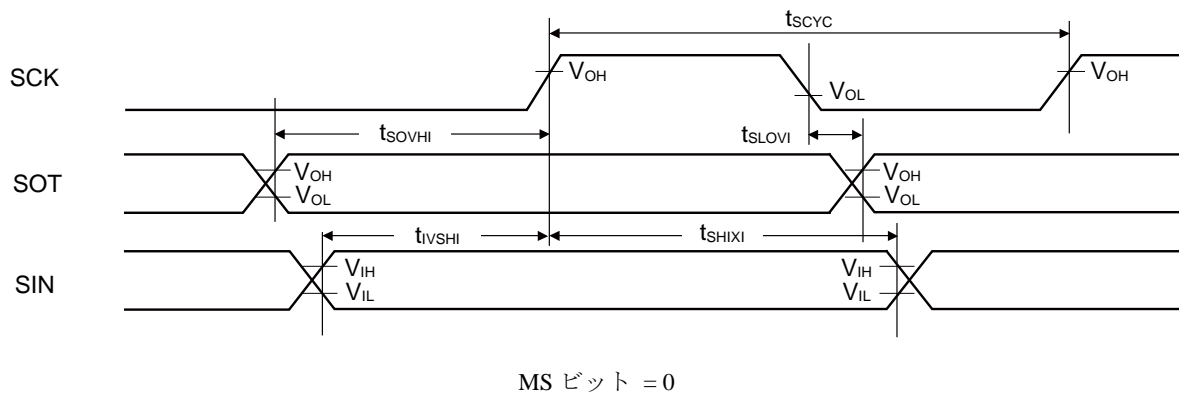 tSCYC
SCK
VOH
VOL
VOH
tSOVHI
tSLOVI
SOT
VOH
VOL
VOH
VOL
tIVSHI
tSHIXI
SIN
VIH
VIL
VIH
VIL
MS ビット = 0